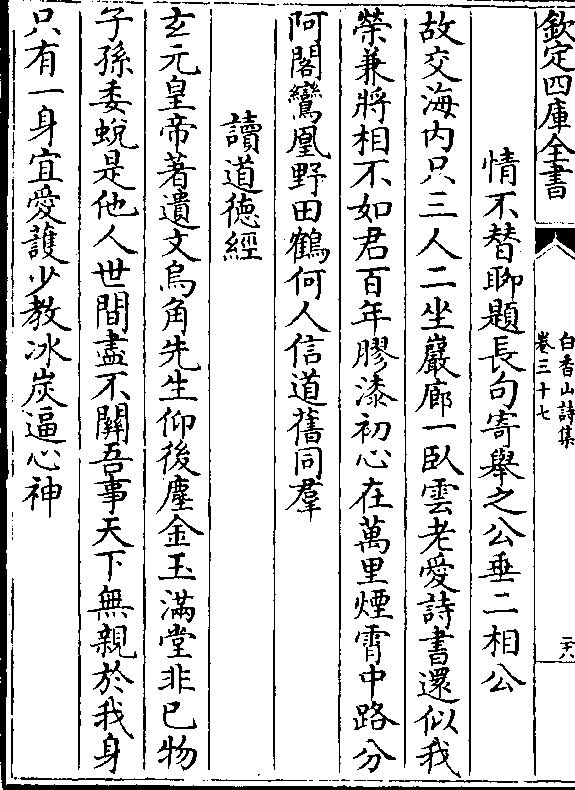 欽定四庫全書
白香山詩集
卷三十七
情不替聊題長句寄舉之公垂二相公
故交海内只三人二坐巖廊一臥雲老愛詩書還似我
榮兼將相不如君百年膠漆初心在萬里煙霄中路分
阿閣鸞凰野田鶴何人信道舊同羣
讀道德經
玄元皇帝著遺文烏角先生仰後塵金玉滿堂非已物
子孫委蛻是他人世間盡不關吾事天下無親於我身
只有一身宜愛護少教冰炭逼心神